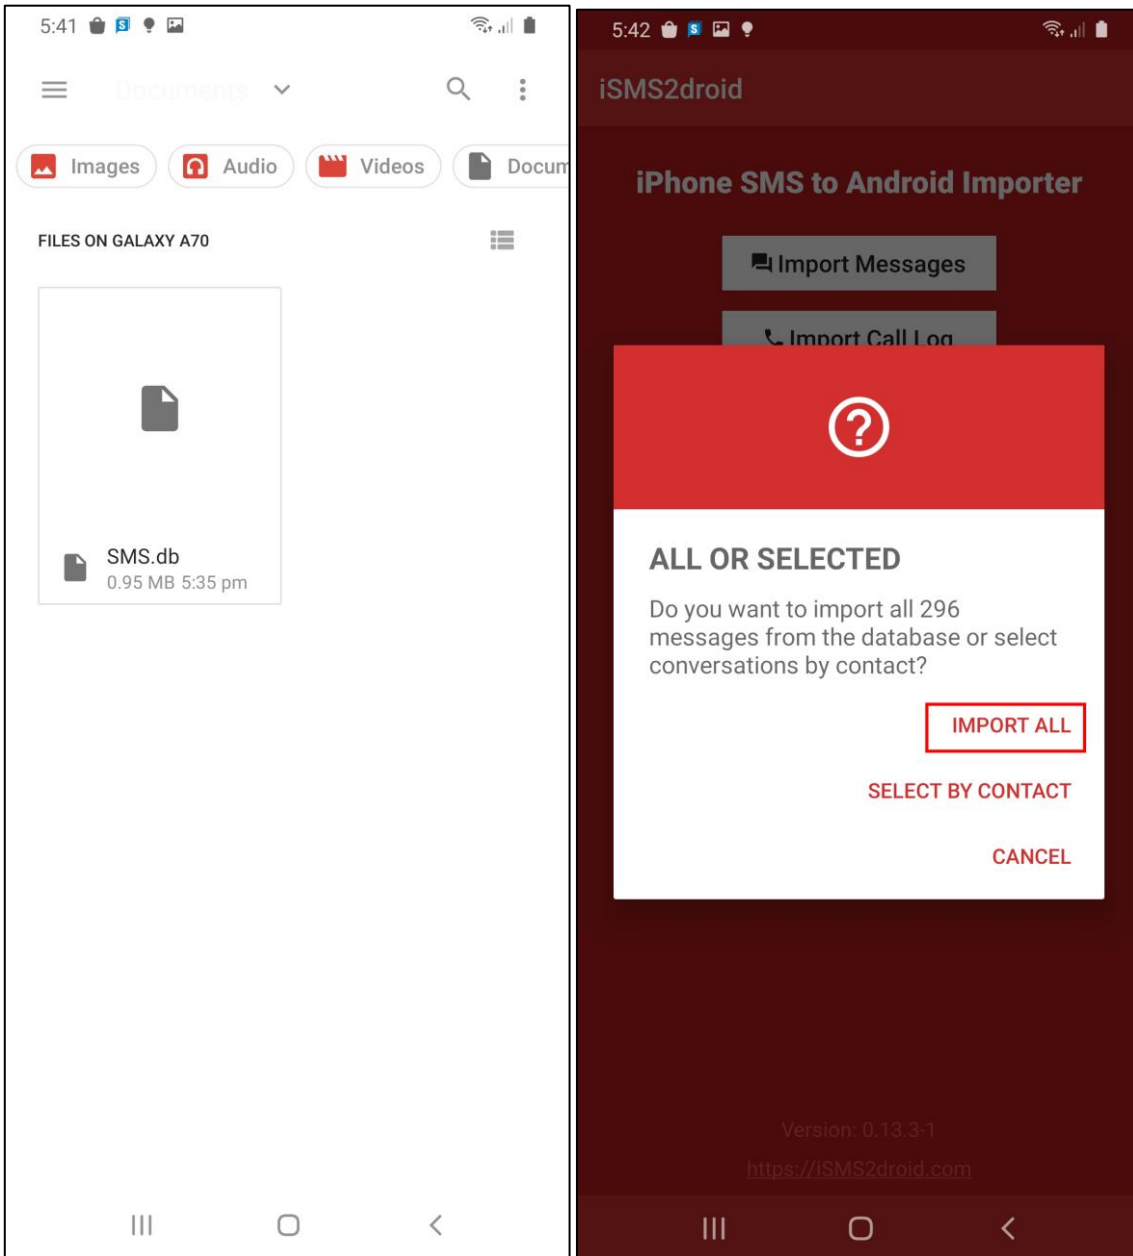 5:41
Documents
Images
Audio
Videos
Docum
FILES ON GALAXY A70
SMS.db
0.95 MB 5:35 pm
5:42
iSMS2droid
iPhone SMS to Android Importer
Import Messages
Import Call Log
ALL OR SELECTED
Do you want to import all 296
messages from the database or select
conversations by contact?
IMPORT ALL
SELECT BY CONTACT
CANCEL
Version: 0.13.3-1
https://iSMS2droid.com